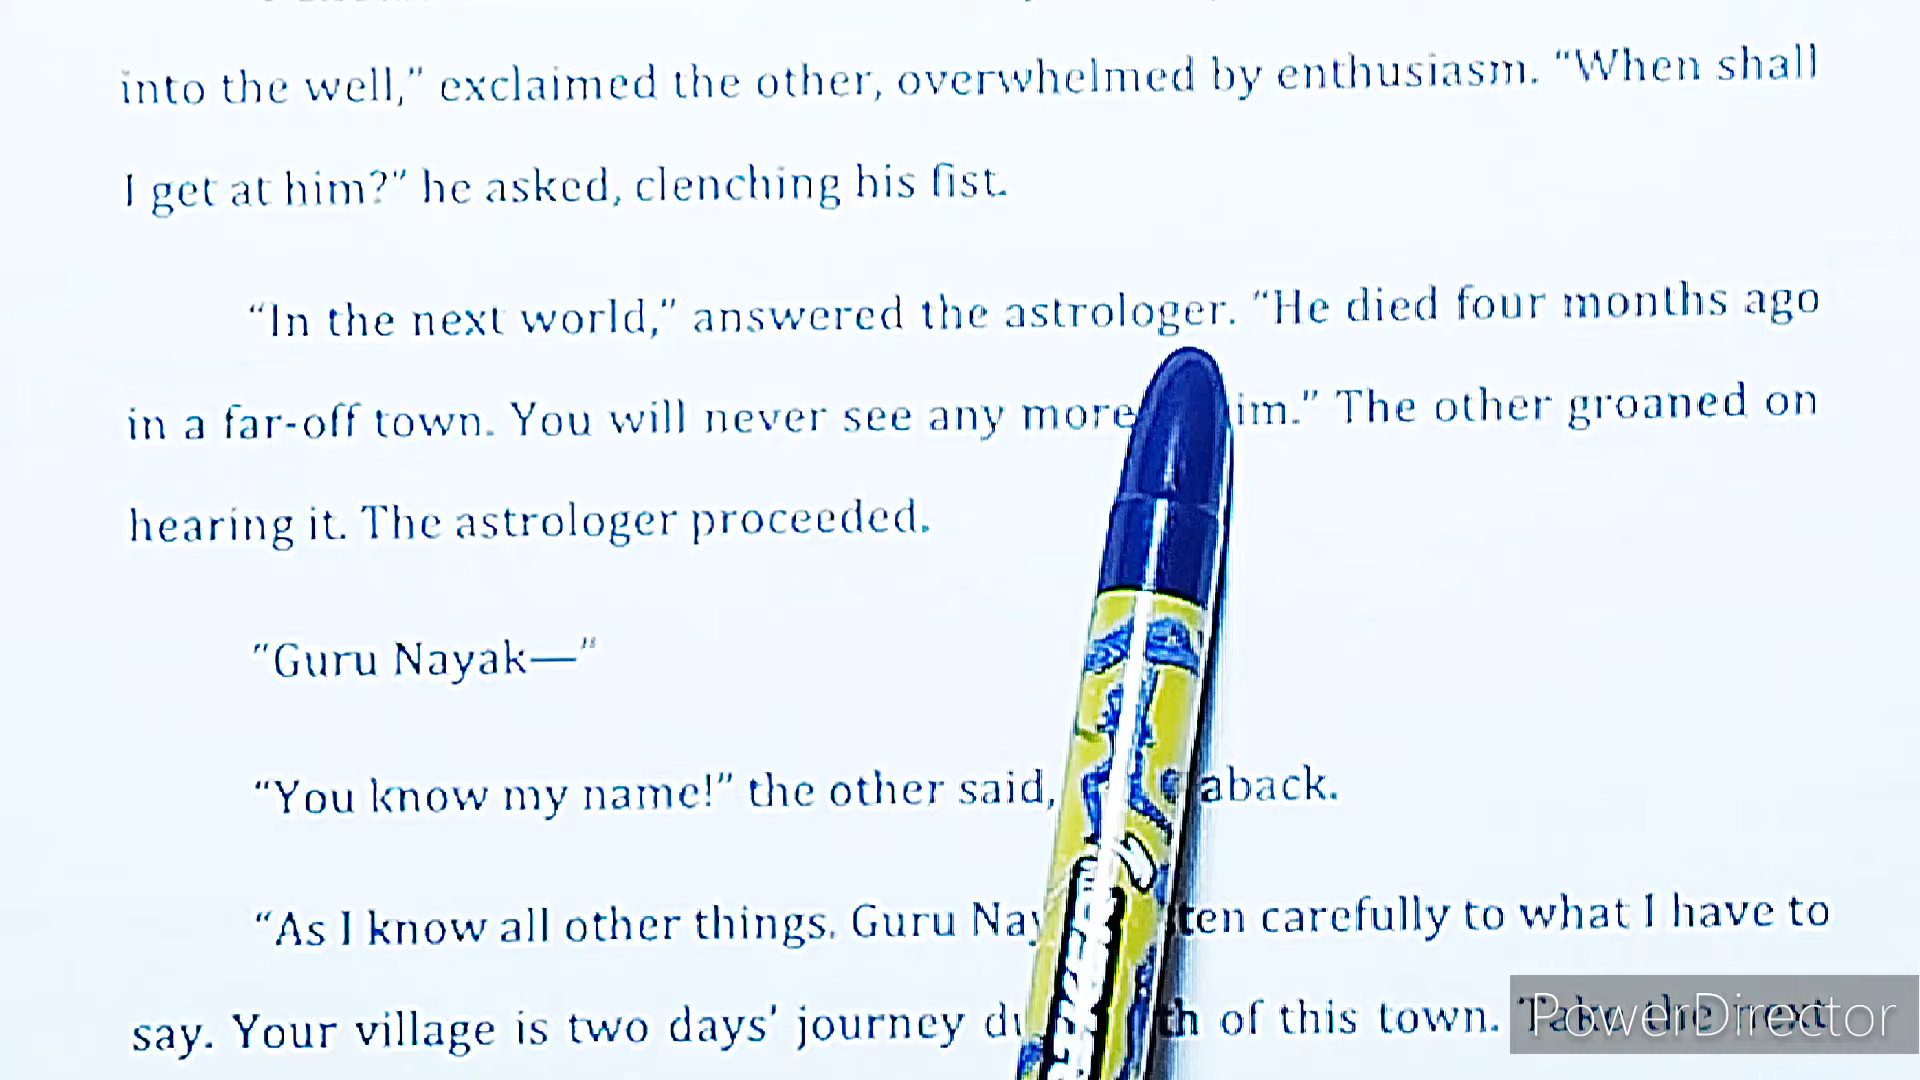 into the well,” exclaimed the other, overwhelmed by enthusiasm. “When shall
I get at him?” he asked, clenching his fist.
“In the next world,” answered the astrologer. “He died four months ago
in a far-off town. You will never see any more im.” The other groaned on
hearing it. The astrologer proceeded.
“Guru Nayak—”
“You know my name!” the other said, aback.
“As I know all other things. Guru Nay ten carefully to what I have to
say. Your village is two days’ journey du th of this town. Take the next
PowerDirector